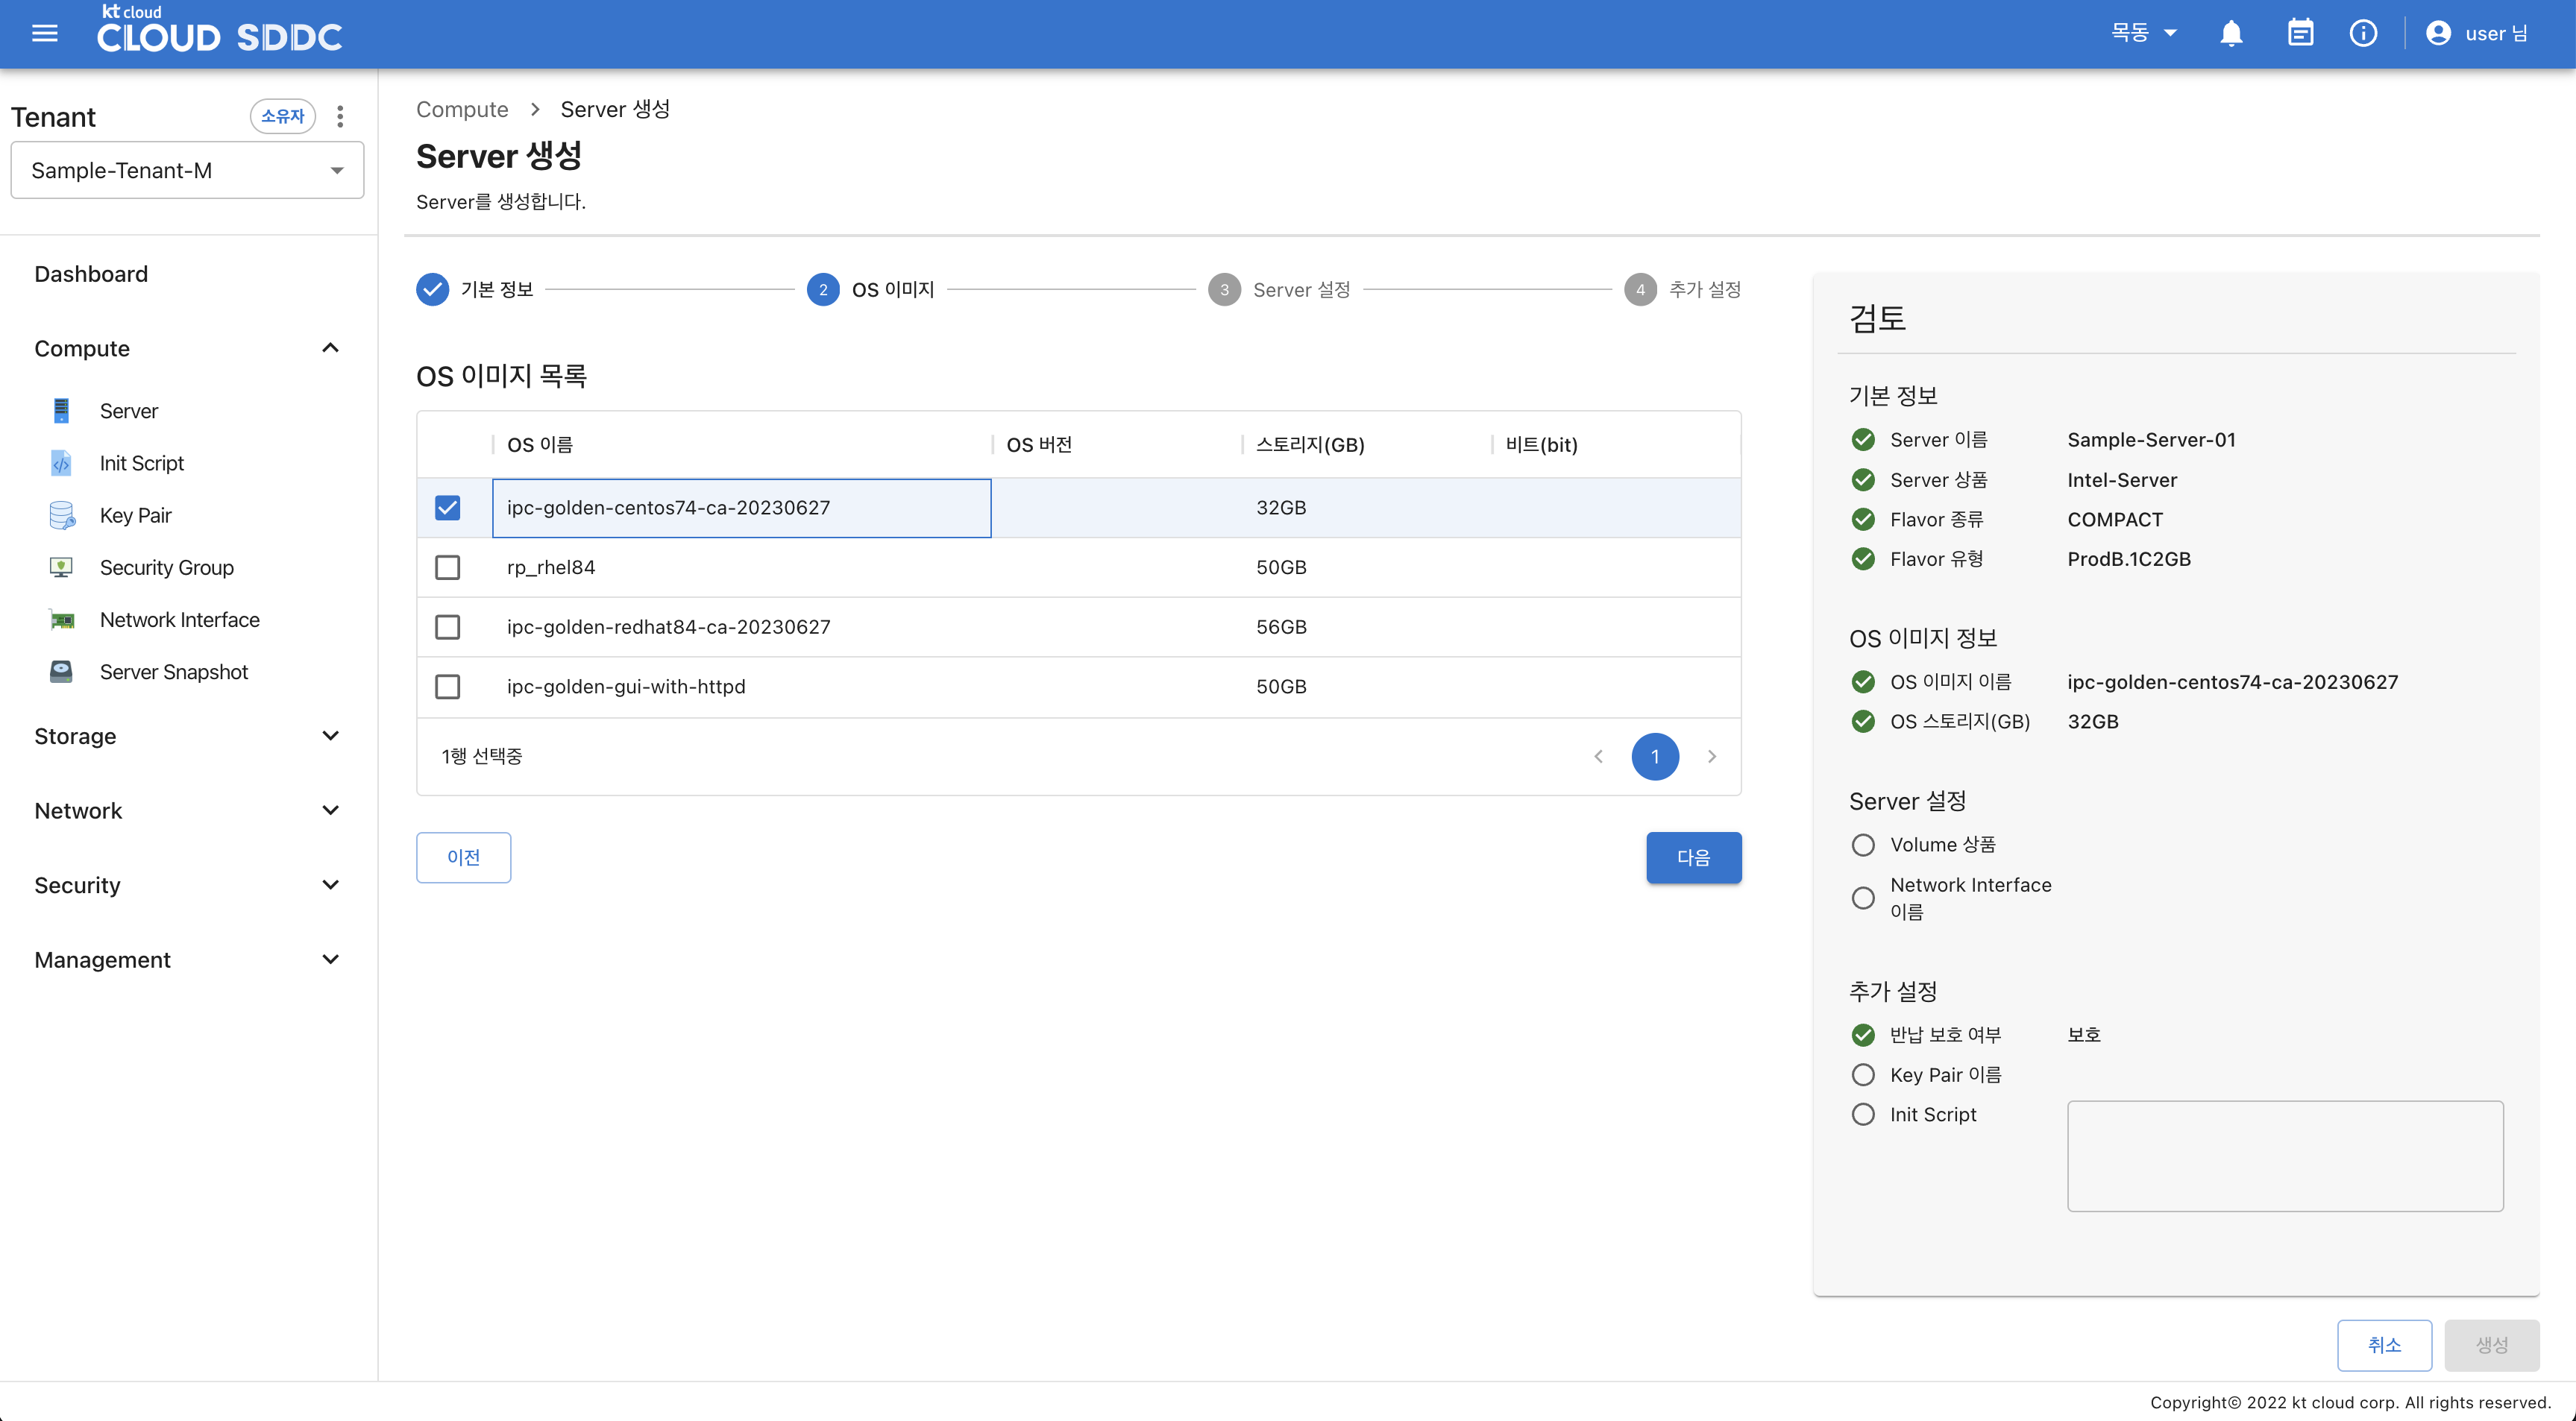 kt cloud
CLOUD SDDC
목동
user 님
Tenant
소유자
Sample-Tenant-M
Dashboard
Compute
Server
Init Script
Key Pair
Security Group
Network Interface
Server Snapshot
Storage
Network
Security
Management
Compute > Server 생성
Server 생성
Server를 생성합니다.
기본 정보
2 OS 이미지
3 Server 설정
4 추가 설정
OS 이미지 목록
OS 이름 OS 버전 스토리지(GB) 비트(bit)
ipc-golden-centos74-ca-20230627 32GB
rp_rhel84 50GB
ipc-golden-redhat84-ca-20230627 56GB
ipc-golden-gui-with-httpd 50GB
1행 선택중
1
이전
다음
검토
기본 정보
Server 이름 Sample-Server-01
Server 상품 Intel-Server
Flavor 종류 COMPACT
Flavor 유형 ProdB.1C2GB
OS 이미지 정보
OS 이미지 이름 ipc-golden-centos74-ca-20230627
OS 스토리지(GB) 32GB
Server 설정
Volume 상품
Network Interface
이름
추가 설정
반납 보호 여부 보호
Key Pair 이름
Init Script
취소
생성
Copyright© 2022 kt cloud corp. All rights reserved.